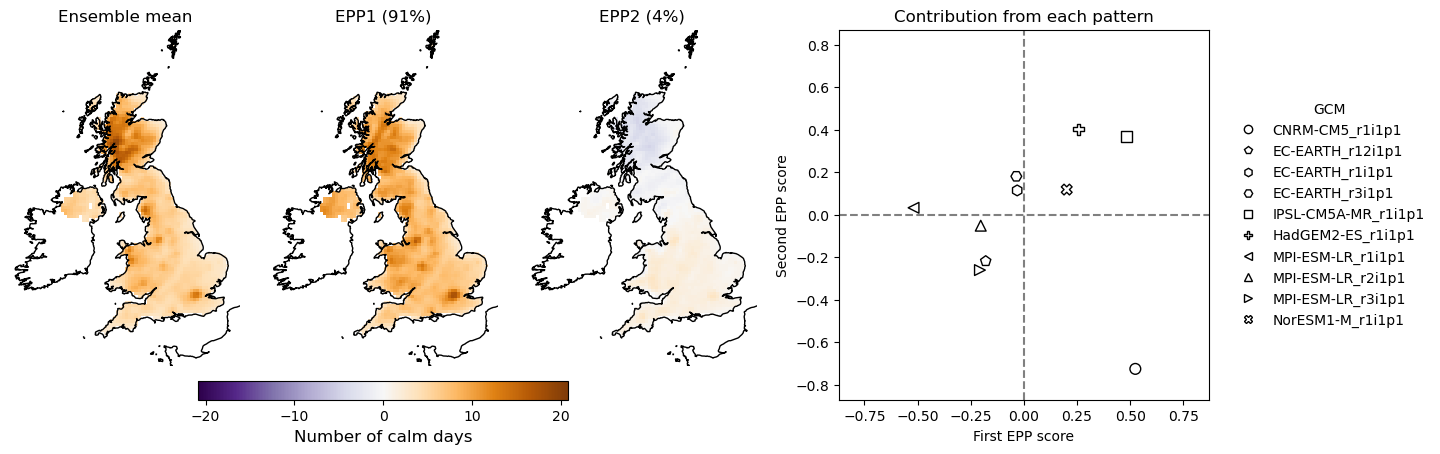 Ensemble mean
EPP1 (91%)
EPP2 (4%)
Contribution from each pattern
−20
−10
0
10
20
Number of calm days
Second EPP score
0.8
0.6
0.4
0.2
0.0
−0.2
−0.4
−0.6
−0.8
−0.75
−0.50
−0.25
0.00
0.25
0.50
0.75
First EPP score
GCM
CNRM-CM5_r1i1p1
EC-EARTH_r12i1p1
EC-EARTH_r1i1p1
EC-EARTH_r3i1p1
IPSL-CM5A-MR_r1i1p1
HadGEM2-ES_r1i1p1
MPI-ESM-LR_r1i1p1
MPI-ESM-LR_r2i1p1
MPI-ESM-LR_r3i1p1
NorESM1-M_r1i1p1